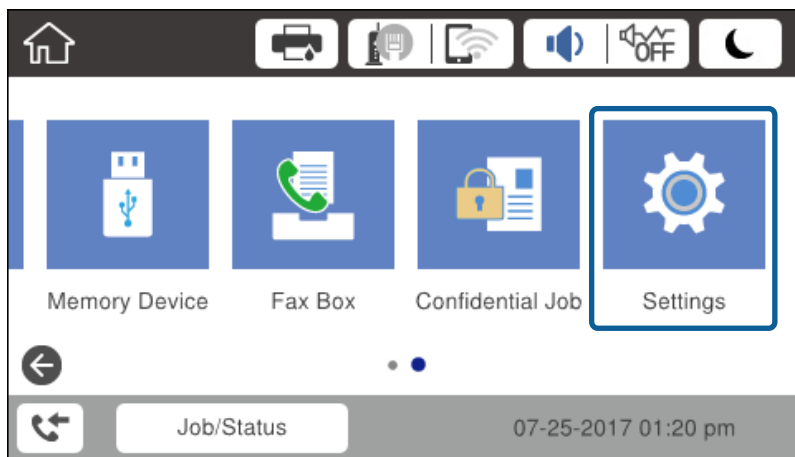 OFF
Memory Device
Fax Box
Confidential Job
Settings
Job/Status
07-25-2017 01:20 pm